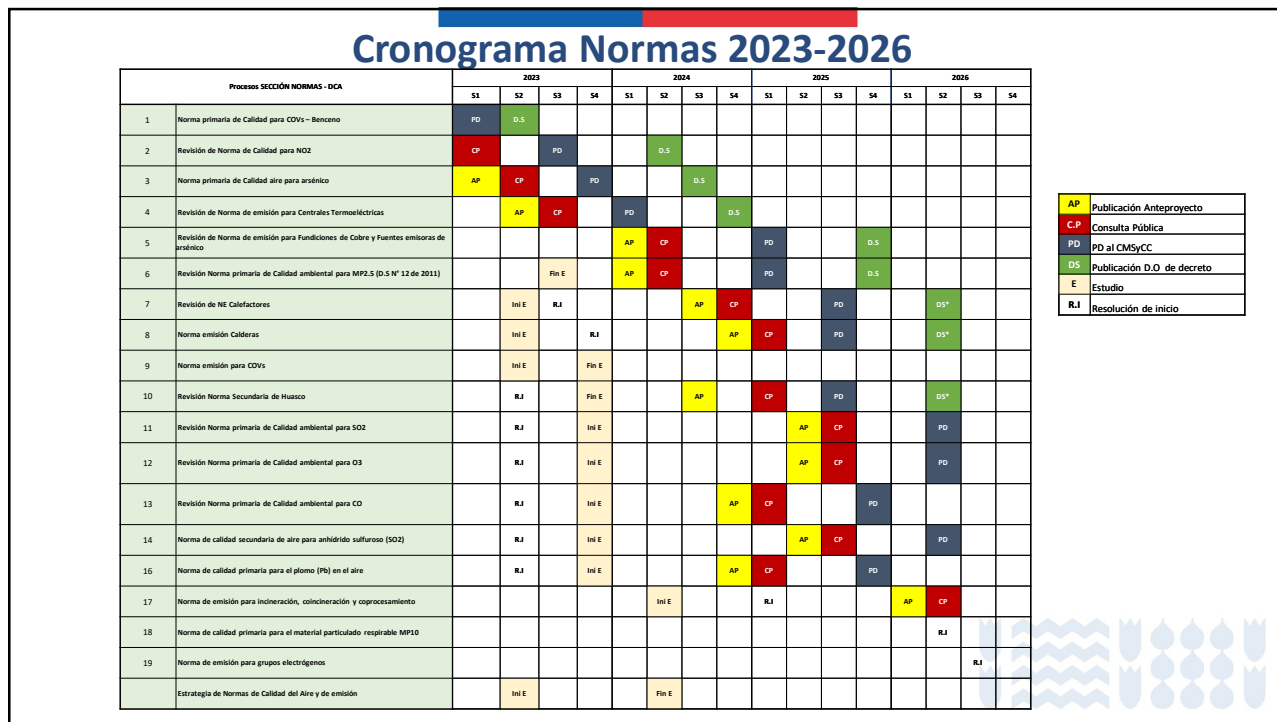 Cronograma Normas 2023-2026
Procesos SECCIÓN NORMAS - DCA 2023 2024 2025 2026
S1 S2 S3 S4 S1 S2 S3 S4 S1 S2 S3 S4 S1 S2 S3 S4
1 Norma primaria de Calidad para COVs – Benceno PD D.S
2 Revisión de Norma de Calidad para NO2 CP PD D.S
3 Norma primaria de Calidad aire para arsénico AP CP PD D.S
4 Revisión de Norma de emisión para Centrales Termoeléctricas AP CP PD D.S
5 Revisión de Norma de emisión para Fundiciones de Cobre y Fuentes emisoras de
arsénico AP CP PD D.S
6 Revisión Norma primaria de Calidad ambiental para MP2.5 (D.S N° 12 de 2011) Fin E AP CP PD D.S
7 Revisión de NE Calefactores Ini E R.I AP CP PD DS*
8 Norma emisión Calderas Ini E R.I AP CP PD DS*
9 Norma emisión para COVs Ini E Fin E
10 Revisión Norma Secundaria de Huasco R.I Fin E AP CP PD DS*
11 Revisión Norma primaria de Calidad ambiental para SO2 R.I Ini E AP CP PD
12 Revisión Norma primaria de Calidad ambiental para O3 R.I Ini E AP CP PD
13 Revisión Norma primaria de Calidad ambiental para CO R.I Ini E AP CP PD
14 Norma de calidad secundaria de aire para anhídrido sulfuroso (SO2) R.I Ini E AP CP PD
16 Norma de calidad primaria para el plomo (Pb) en el aire R.I Ini E AP CP PD
17 Norma de emisión para incineración, coincineración y coprocesamiento Ini E R.I AP CP
18 Norma de calidad primaria para el material particulado respirable MP10 R.I
19 Norma de emisión para grupos electrógenos R.I
Estrategia de Normas de Calidad del Aire y de emisión Ini E Fin E
AP Publicación Anteproyecto
C.P Consulta Pública
PD PD al CMSyCC
DS Publicación D.O de decreto
E Estudio
R.I Resolución de inicio